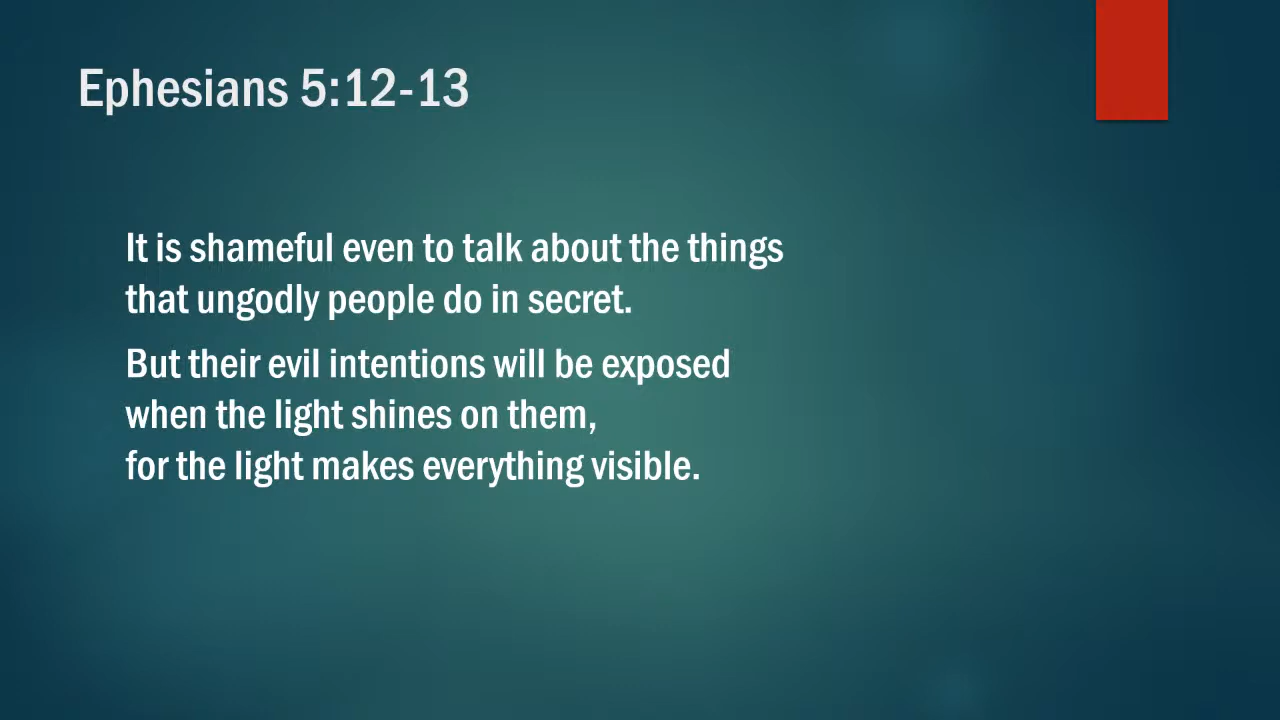 Ephesians 5:12-13
It is shameful even to talk about the things
that ungodly people do in secret.
But their evil intentions will be exposed
when the light shines on them,
for the light makes everything visible.